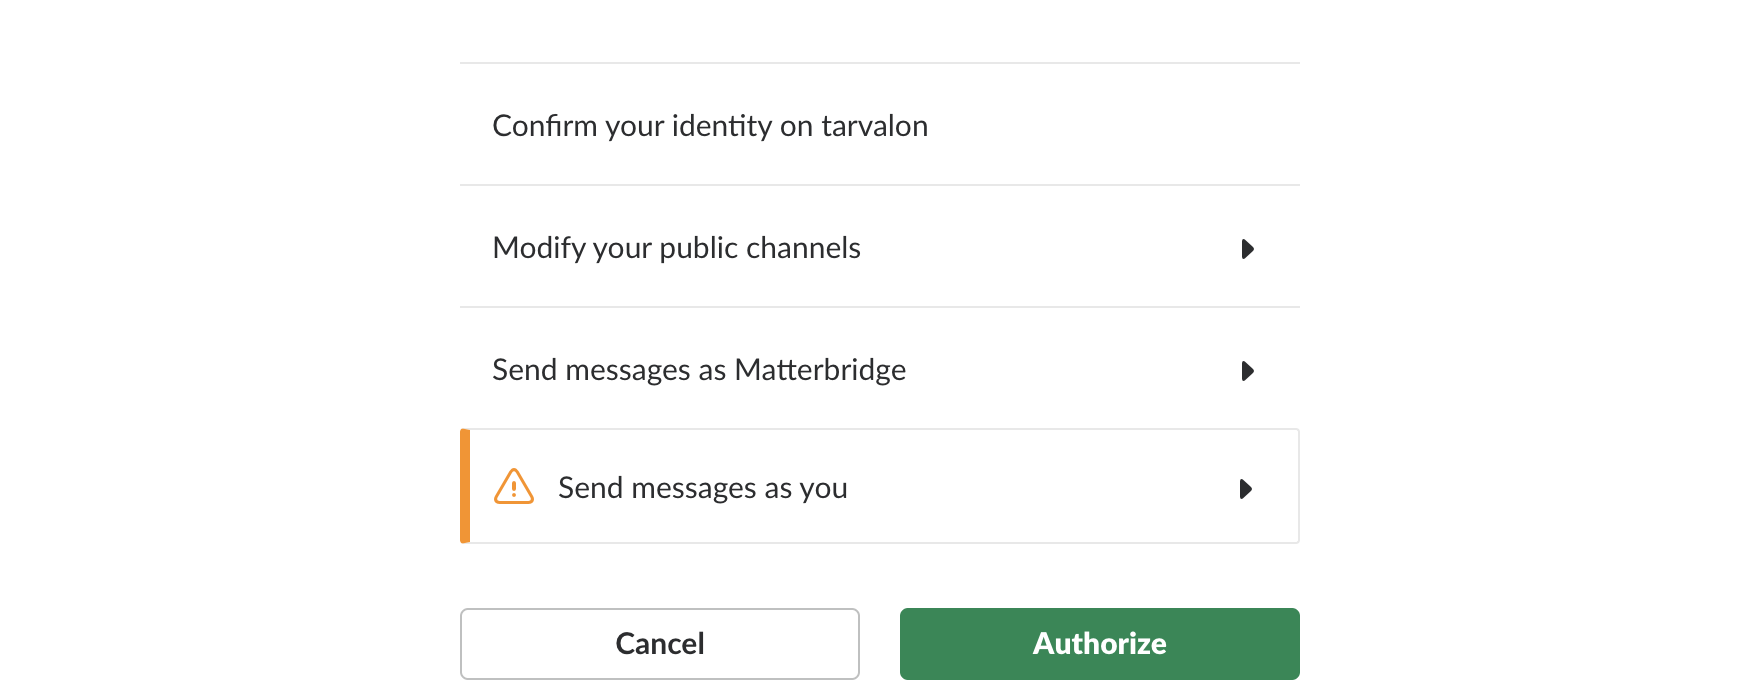 Confirm your identity on tarvalon
Modify your public channels
Send messages as Matterbridge
Send messages as you
Cancel
Authorize